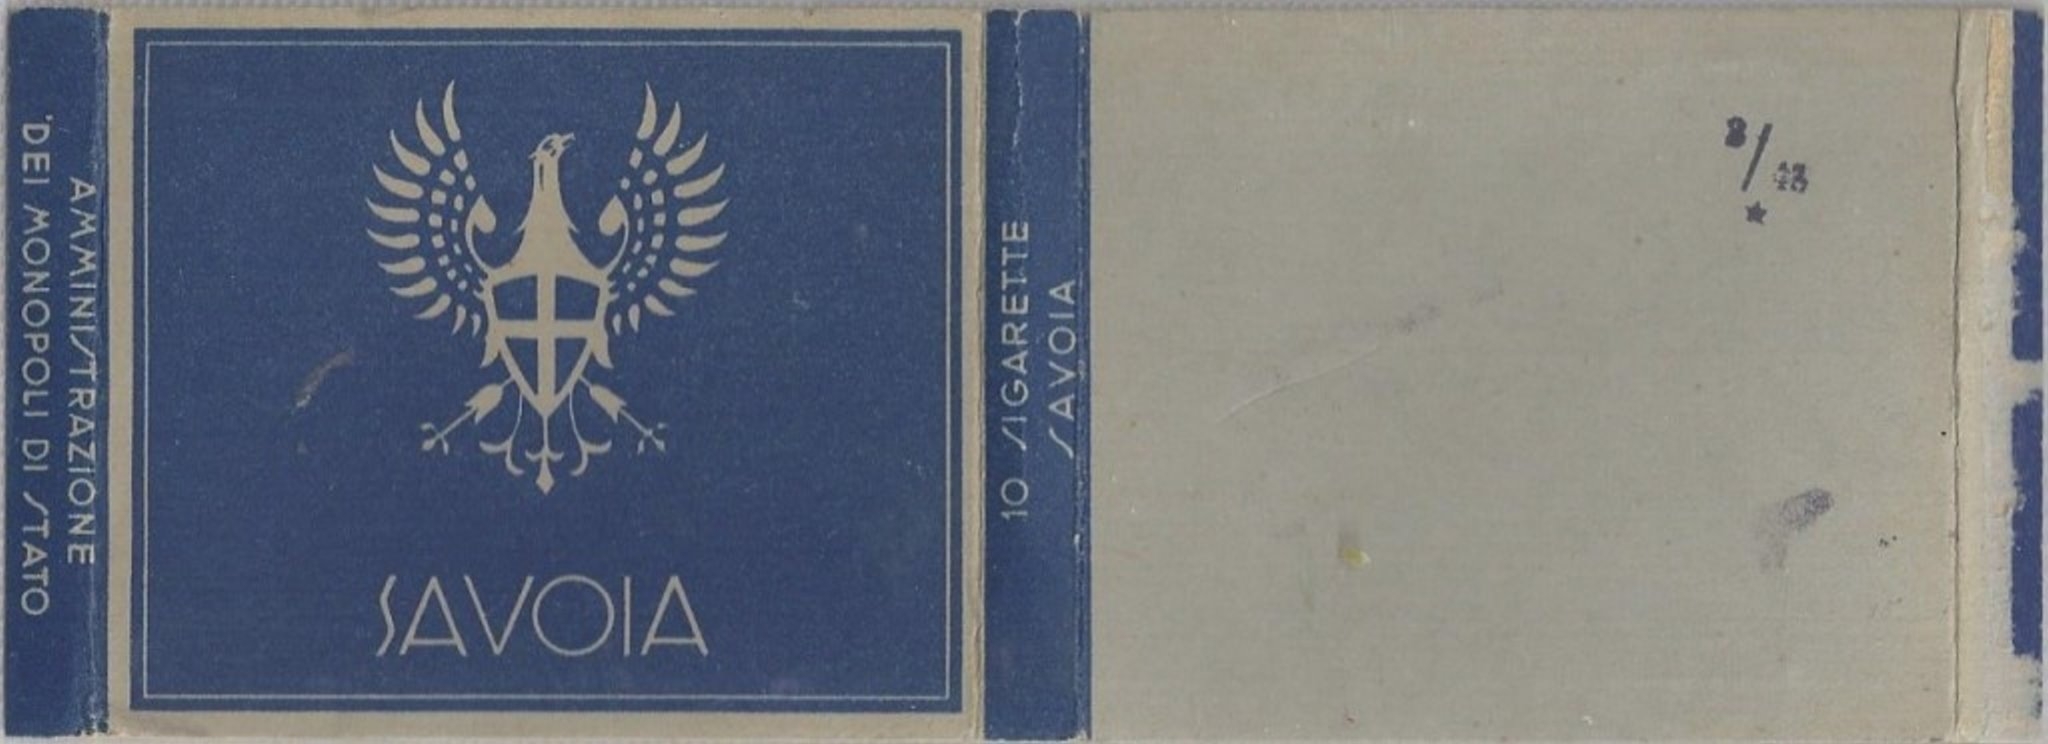 AMMINISTRAZIONE
DEI MONOPOLI DI STATO
SAVOIA
10 SIGARETTE
SAVOIA